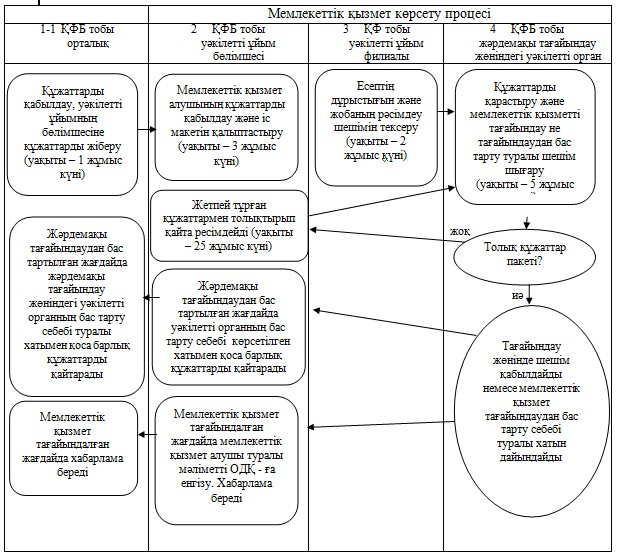 Мемлекеттік қызмет көрсету процесі
1-1 ҚФБ тобы
орталық
2 ҚФБ тобы
уәкілетті ұйым
бөлімшесі
3 ҚФ тобы
уәкілетті ұйым
филиалы
4 ҚФБ тобы
жәрдемақы тағайындау
жөніндегі уәкілетті орган
Құжаттарды
қабылдау, уәкілетті
ұйымның
бөлімшесіне
құжаттарды жіберу
(уақыты – 1 жұмыс
күні)
Мемлекеттік қызмет
алушының құжаттарды
қабылдау және іс
макетін қалыптастыру
(уақыты – 3 жұмыс
күні)
Есептің
дұрыстығын және
жобаның рәсімдеу
шешімін тексеру
(уақыты – 2
жұмыс күні)
Құжаттарды
қарастыру және
мемлекеттік қызметті
тағайындау не
тағайындаудан бас
тарту туралы шешім
шығару
(уақыты – 5 жұмыс
Жетпей тұрған
құжаттармен толықтырып
қайта ресімдейді (уақыты
– 25 жұмыс күні)
жоқ
Толық құжаттар
пакеті?
иә
Жәрдемақы
тағайындаудан бас
тартылған жағдайда
жәрдемақы
тағайындау
жөніндегі уәкілетті
органның бас тарту
себебі туралы
хатымен қоса барлық
құжаттарды
қайтарады
Жәрдемақы
тағайындаудан бас
тартылған жағдайда
уәкілетті органның бас
тарту себебі көрсетілген
хатымен қоса барлық
құжаттарды қайтарады
Тағайындау
жөнінде шешім
қабылдайды
немесе мемлекеттік
қызмет
тағайындаудан бас
тарту себебі
туралы хатын
дайындайды
Мемлекеттік
қызмет
тағайындалған
жағдайда хабарлама
береді
Мемлекеттік қызмет
тағайындалған
жағдайда мемлекеттік
қызмет алушы туралы
мәліметті ОДҚ - ға
енгізу. Хабарлама
береді